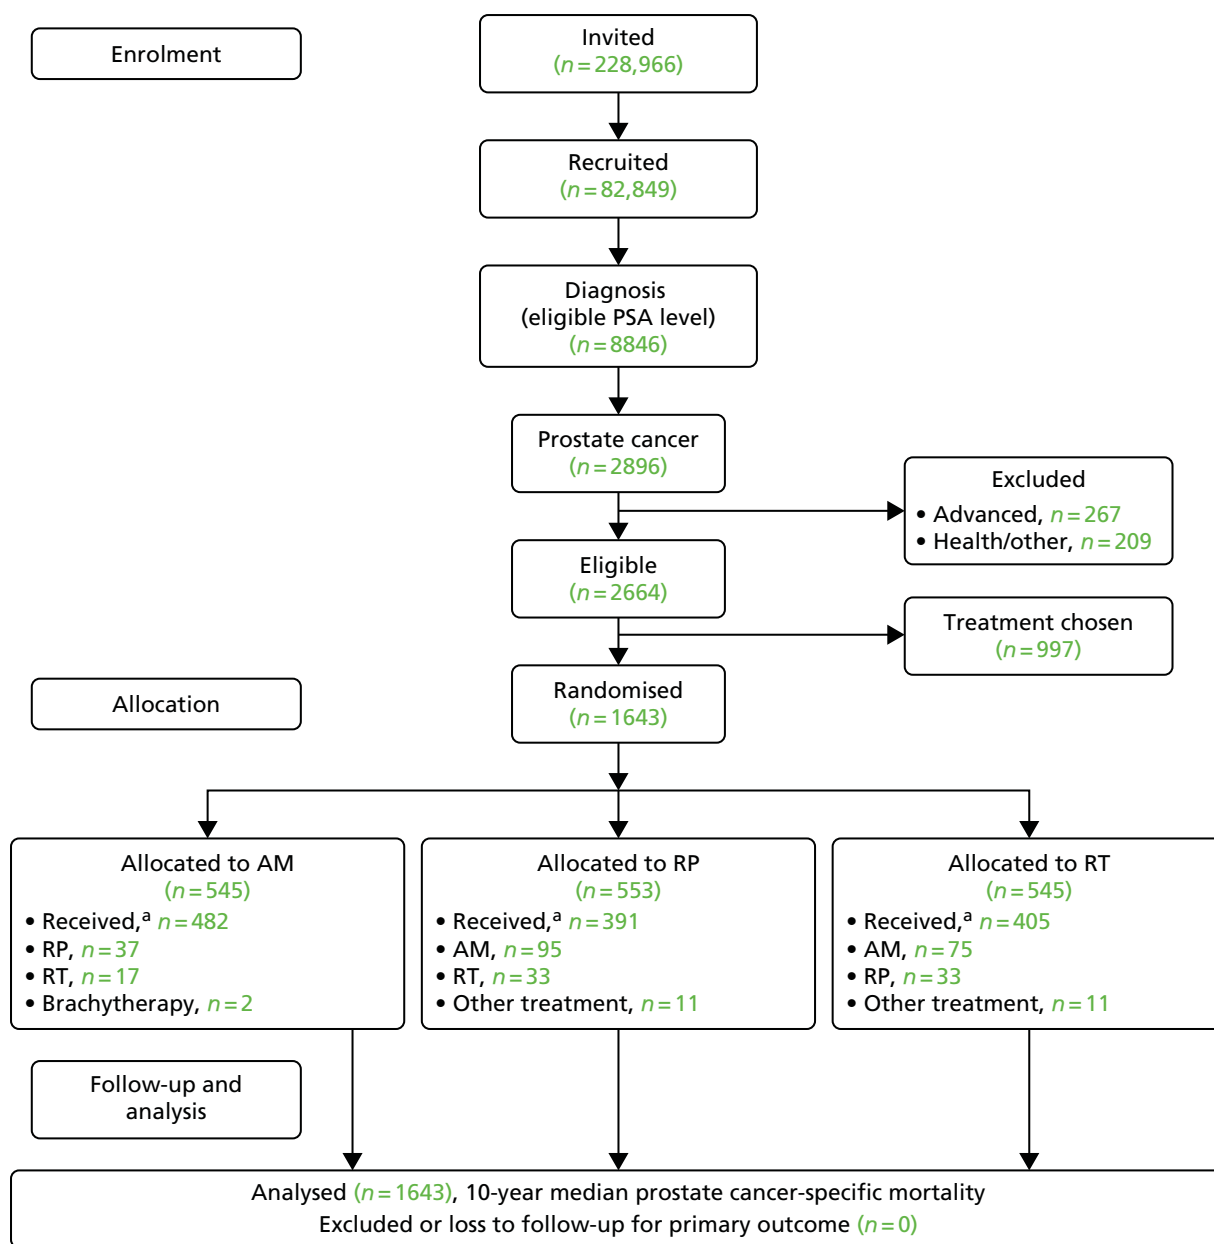 Enrolment
Invited
(n=228,966)
Recruited
(n=82,849)
Diagnosis
(eligible PSA level)
(n=8846)
Prostate cancer
(n=2896)
Excluded
• Advanced, n=267
• Health/other, n=209
Eligible
(n=2664)
Treatment chosen
(n=997)
Allocation
Randomised
(n=1643)
Allocated to AM
(n=545)
• Received,a n=482
• RP, n=37
• RT, n=17
• Brachytherapy, n=2
Allocated to RP
(n=553)
• Received,a n=391
• AM, n=95
• RT, n=33
• Other treatment, n=11
Allocated to RT
(n=545)
• Received,a n=405
• AM, n=75
• RP, n=33
• Other treatment, n=11
Follow-up and
analysis
Analysed (n=1643), 10-year median prostate cancer-specific mortality
Excluded or loss to follow-up for primary outcome (n=0)